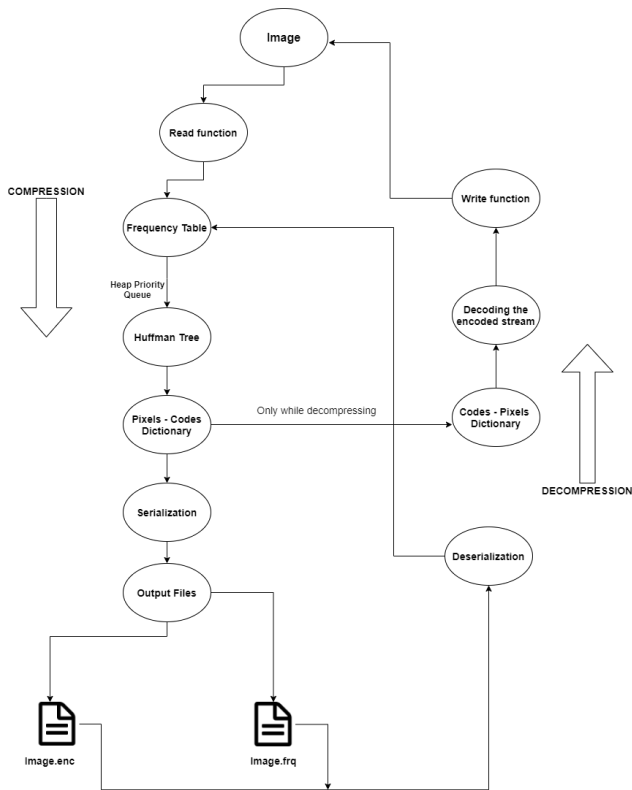 Image
Read function
COMPRESSION
Write function
Frequency Table
Heap Priority
Queue
Decoding the
encoded stream
Huffman Tree
Only while decompressing
Pixels - Codes
Dictionary
Codes - Pixels
Dictionary
DECOMPRESSION
Serialization
Deserialization
Output Files
Image.enc
Image.frq